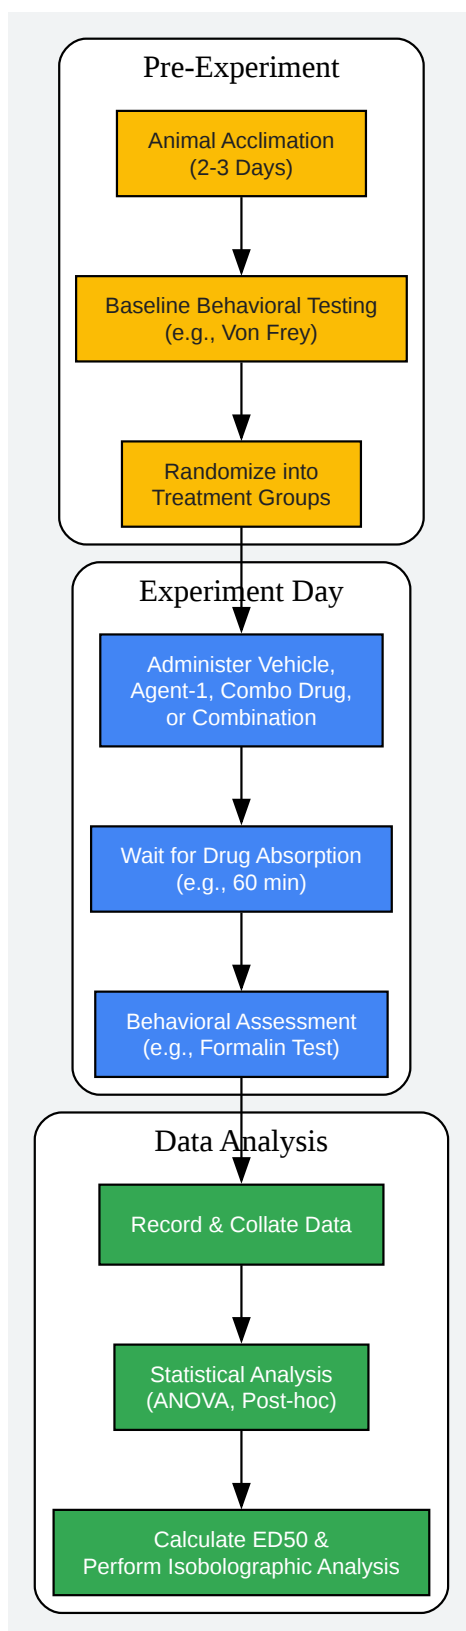 Pre-Experiment
Animal Acclimation
(2-3 Days)
Baseline Behavioral Testing
(e.g., Von Frey)
Randomize into
Treatment Groups
Experiment Day
Administer Vehicle,
Agent-1, Combo Drug,
or Combination
Wait for Drug Absorption
(e.g., 60 min)
Behavioral Assessment
(e.g., Formalin Test)
Data Analysis
Record & Collate Data
Statistical Analysis
(ANOVA, Post-hoc)
Calculate ED50 &
Perform Isobolographic Analysis